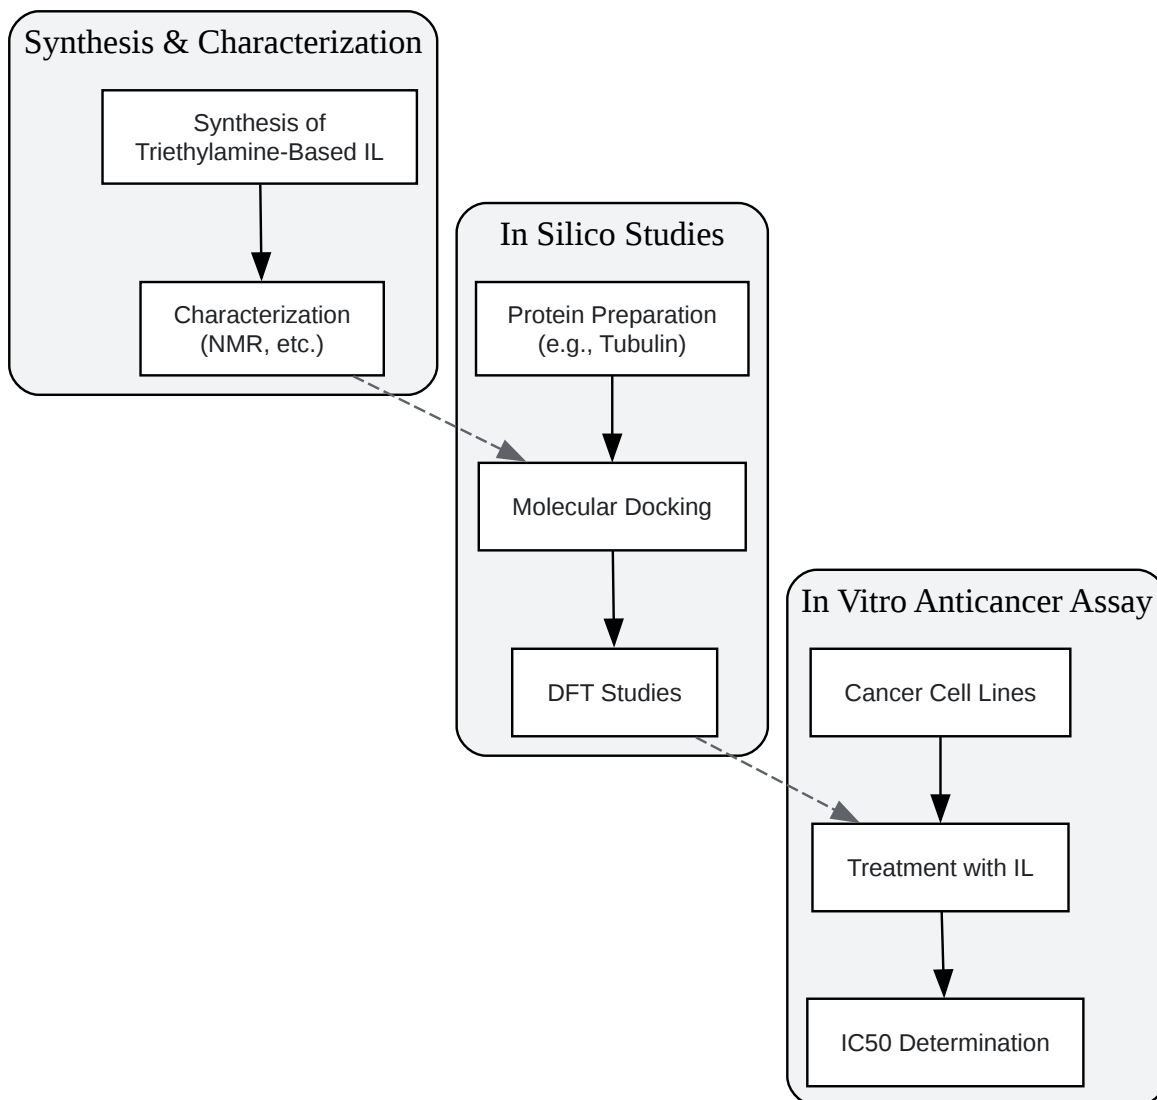 Synthesis & Characterization
Synthesis of
Triethylamine-Based IL
Characterization
(NMR, etc.)
In Silico Studies
Protein Preparation
(e.g., Tubulin)
Molecular Docking
DFT Studies
In Vitro Anticancer Assay
Cancer Cell Lines
Treatment with IL
IC50 Determination